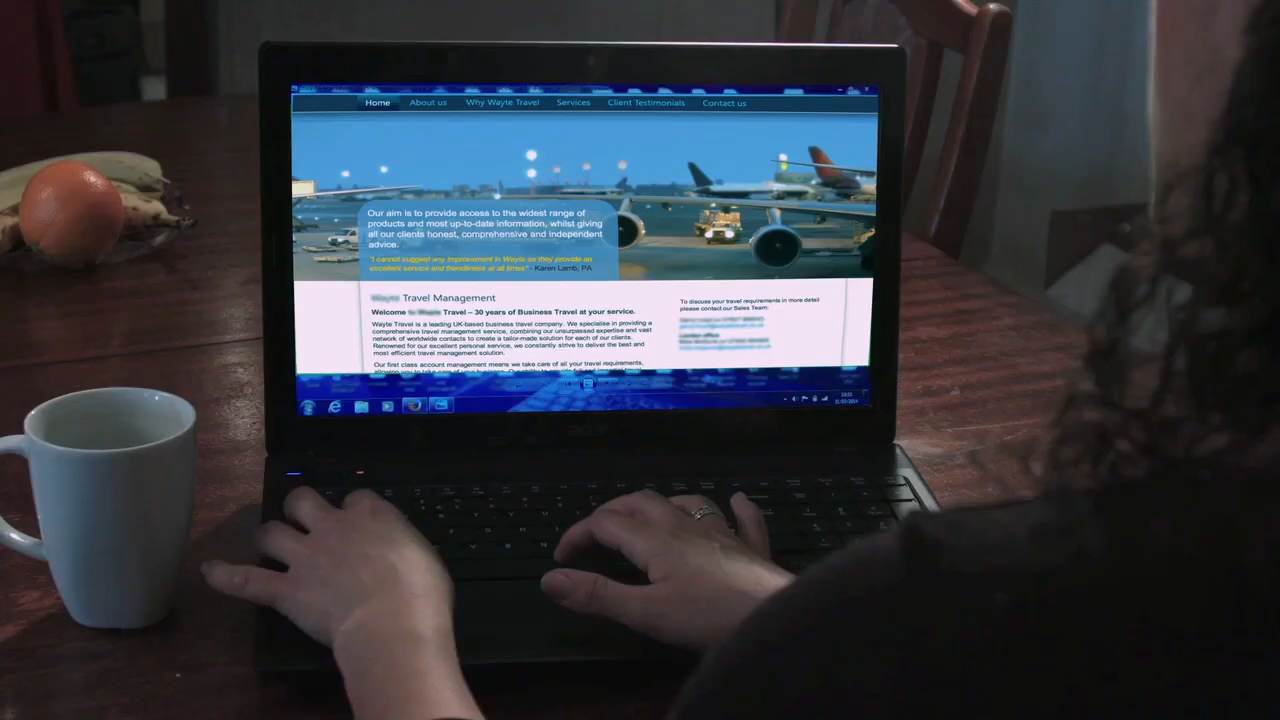 Home About us Why Wayte Travel Services Client Testimonials Contact us
Our aim is to provide access to the widest range of
products and most up-to-date information, whilst giving
all our clients honest, comprehensive and independent
advice.
"I cannot suggest any improvement in Wayte as they provide an
excellent service and friendliness at all times" - Karen Lamb, PA
Travel Management
Welcome to Wayte Travel – 30 years of Business Travel at your service.
Wayte Travel is a leading UK-based business travel company. We specialise in providing a
comprehensive travel management service, combining our unsurpassed expertise and vast
network of worldwide contacts to create a tailor-made solution for each of our clients.
Renowned for our excellent personal service, we constantly strive to deliver the best and
most efficient travel management solution.
Our first class account management means we take care of all your travel requirements,
To discuss your travel requirements in more detail
please contact our Sales Team: